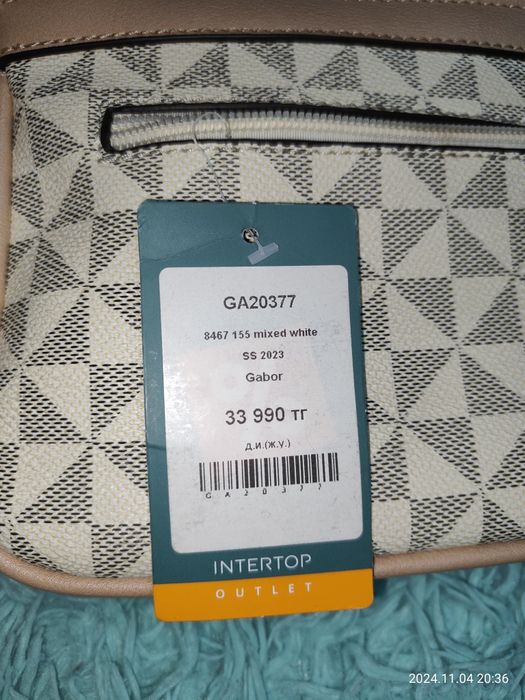 GA20377
8467 155 mixed white
SS 2023
Gabor
33 990 тг
д.и.(ж.у.)
GA20377
INTERTOP
OUTLET
2024.11.04 20:36